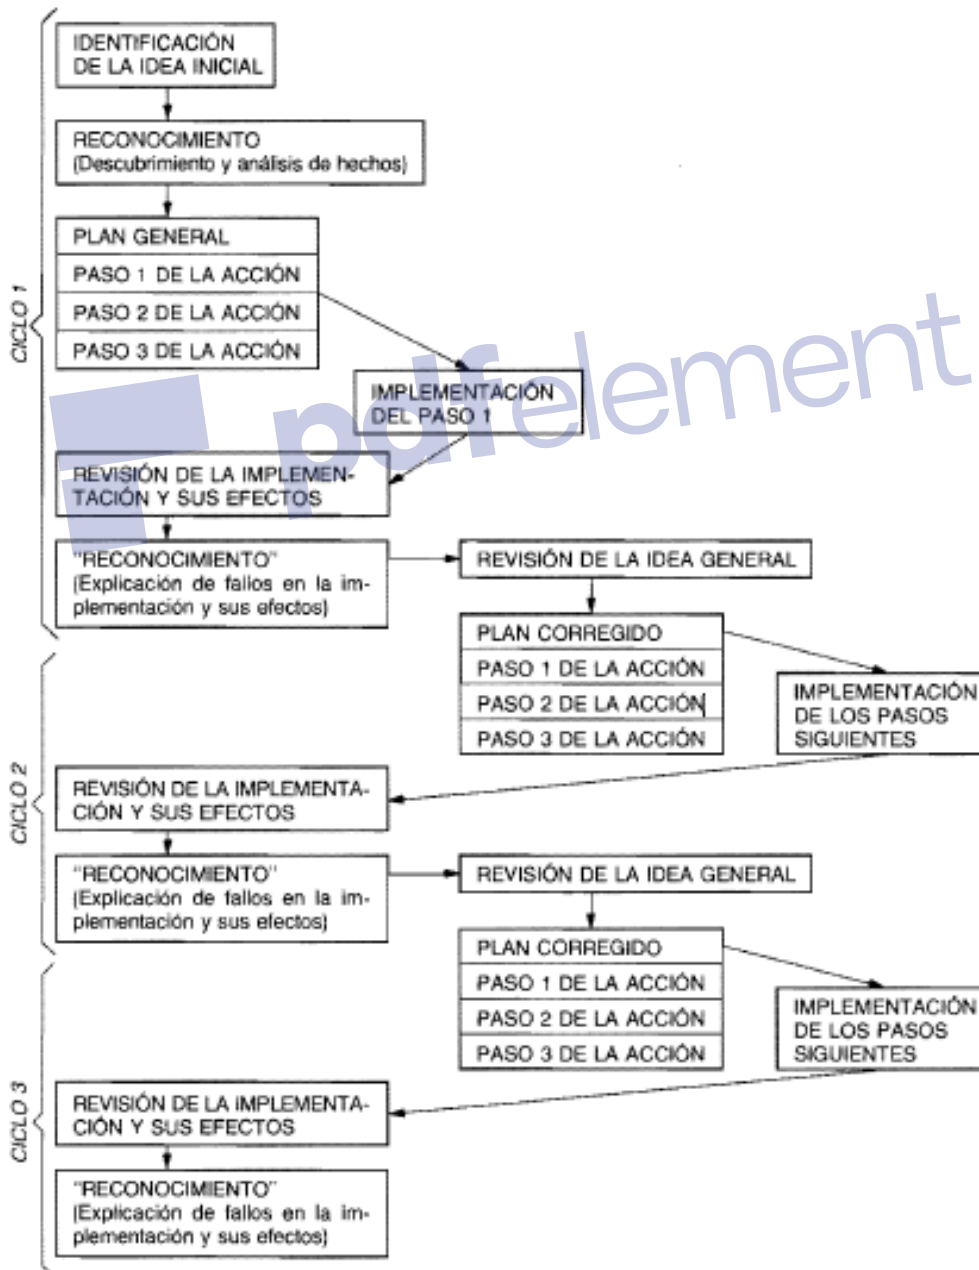 IDENTIFICACIÓN
DE LA IDEA INICIAL
RECONOCIMIENTO
(Descubrimiento y análisis de hechos)
PLAN GENERAL
PASO 1 DE LA ACCIÓN
PASO 2 DE LA ACCIÓN
PASO 3 DE LA ACCIÓN
CICLO 1
IMPLEMENTACIÓN
DEL PASO 1
pdfelement
REVISIÓN DE LA IMPLEMEN-
TACIÓN Y SUS EFECTOS
"RECONOCIMIENTO"
(Explicación de fallos en la im-
plementación y sus efectos)
REVISIÓN DE LA IDEA GENERAL
PLAN CORREGIDO
PASO 1 DE LA ACCIÓN
PASO 2 DE LA ACCIÓN
PASO 3 DE LA ACCIÓN
IMPLEMENTACIÓN
DE LOS PASOS
SIGUIENTES
CICLO 2
REVISIÓN DE LA IMPLEMENTA-
CIÓN Y SUS EFECTOS
"RECONOCIMIENTO"
(Explicación de fallos en la im-
plementación y sus efectos)
REVISIÓN DE LA IDEA GENERAL
PLAN CORREGIDO
PASO 1 DE LA ACCIÓN
PASO 2 DE LA ACCIÓN
PASO 3 DE LA ACCIÓN
IMPLEMENTACIÓN
DE LOS PASOS
SIGUIENTES
CICLO 3
REVISIÓN DE LA IMPLEMENTA-
CIÓN Y SUS EFECTOS
"RECONOCIMIENTO"
(Explicación de fallos en la im-
plementación y sus efectos)